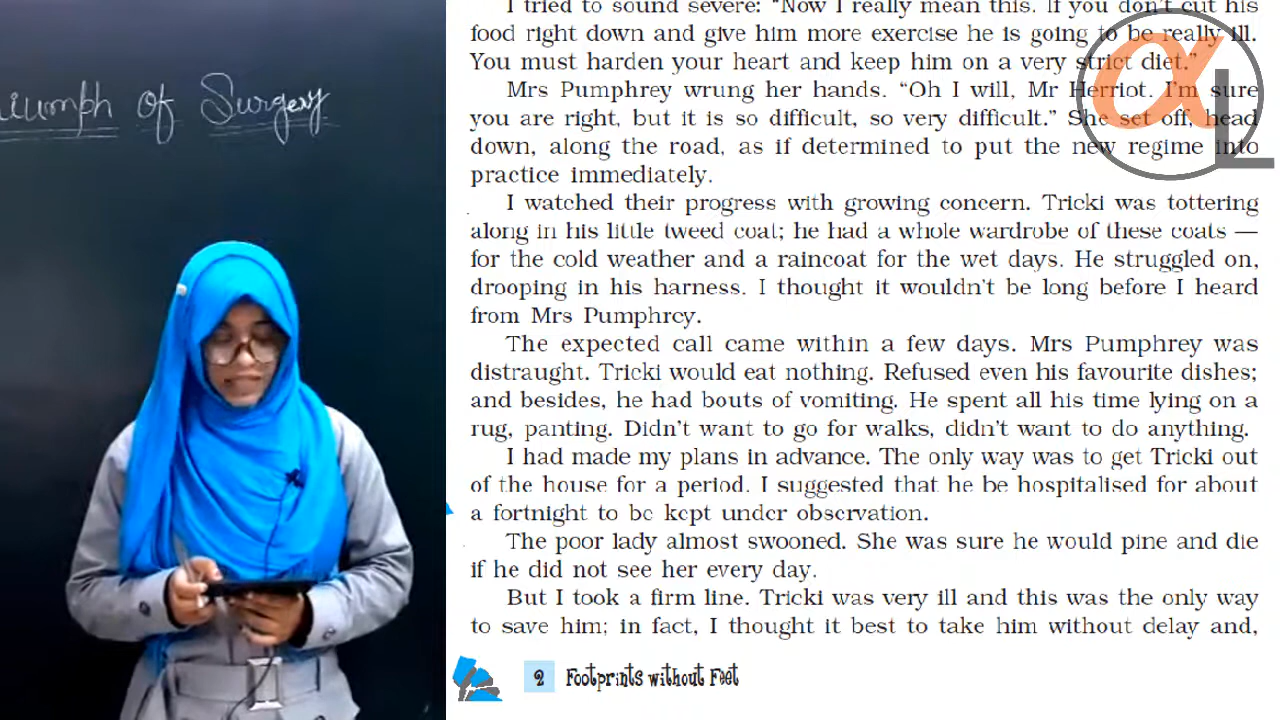 riumph of Surgery
I tried to sound severe: “Now I really mean this. If you don’t cut his
food right down and give him more exercise he is going to be really ill.
You must harden your heart and keep him on a very strict diet.”
Mrs Pumphrey wrung her hands. “Oh I will, Mr Herriot. I’m sure
you are right, but it is so difficult, so very difficult.” She set off, head
down, along the road, as if determined to put the new regime into
practice immediately.
I watched their progress with growing concern. Tricki was tottering
along in his little tweed coat; he had a whole wardrobe of these coats —
for the cold weather and a raincoat for the wet days. He struggled on,
drooping in his harness. I thought it wouldn’t be long before I heard
from Mrs Pumphrey.
The expected call came within a few days. Mrs Pumphrey was
distraught. Tricki would eat nothing. Refused even his favourite dishes;
and besides, he had bouts of vomiting. He spent all his time lying on a
rug, panting. Didn’t want to go for walks, didn’t want to do anything.
I had made my plans in advance. The only way was to get Tricki out
of the house for a period. I suggested that he be hospitalised for about
a fortnight to be kept under observation.
The poor lady almost swooned. She was sure he would pine and die
if he did not see her every day.
But I took a firm line. Tricki was very ill and this was the only way
to save him; in fact, I thought it best to take him without delay and,
2 Footprints without Feet
αL